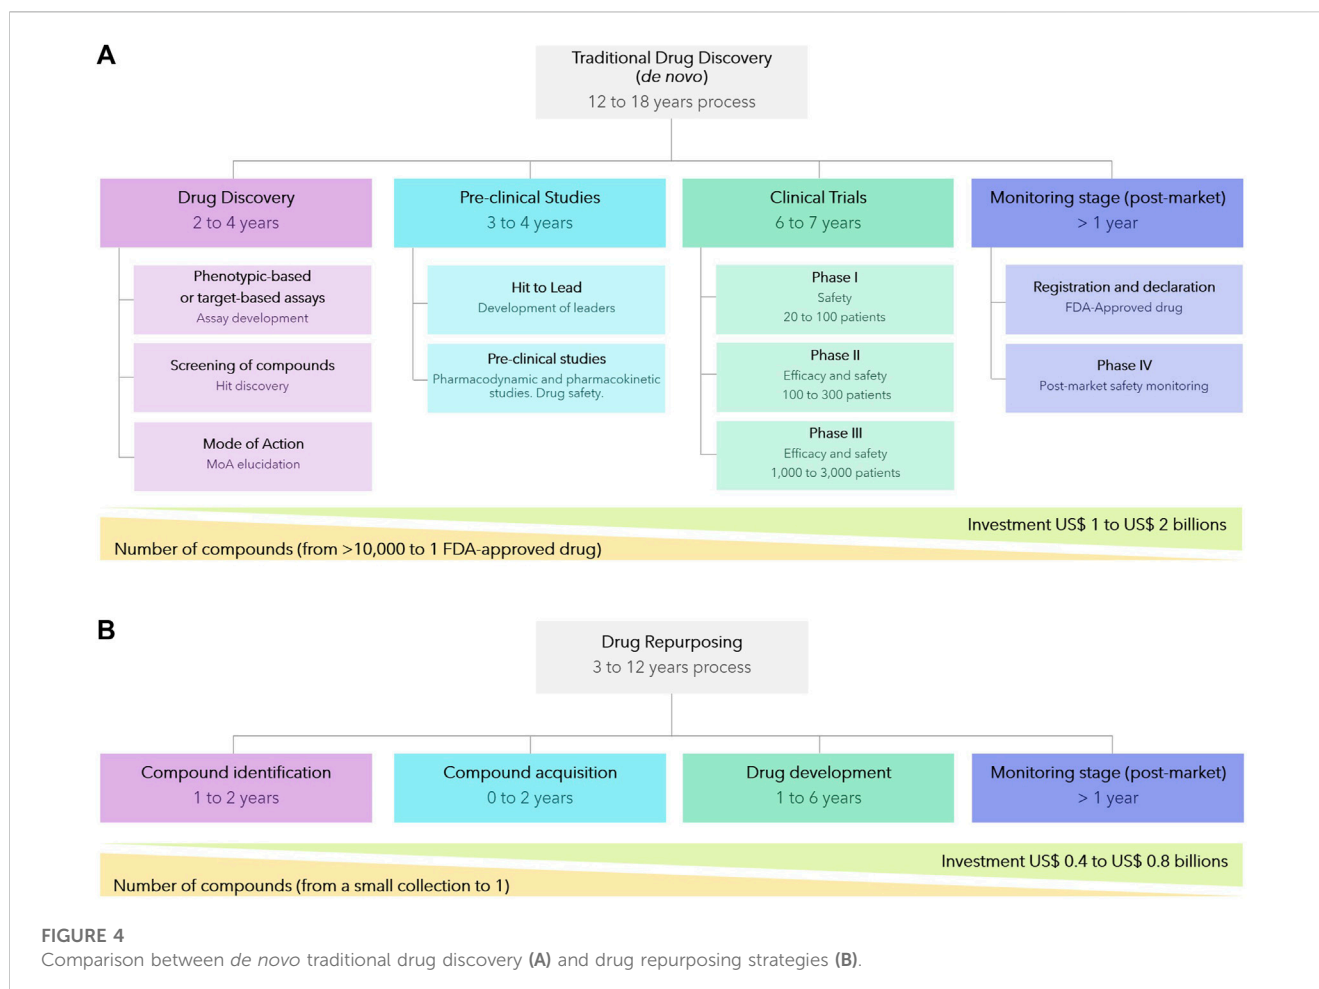 A
Traditional Drug Discovery
(de novo)
12 to 18 years process
Drug Discovery
2 to 4 years
Pre-clinical Studies
3 to 4 years
Clinical Trials
6 to 7 years
Monitoring stage (post-market)
> 1 year
Phenotypic-based
or target-based assays
Assay development
Screening of compounds
Hit discovery
Mode of Action
MoA elucidation
Hit to Lead
Development of leaders
Pre-clinical studies
Pharmacodynamic and pharmacokinetic
studies. Drug safety.
Phase I
Safety
20 to 100 patients
Phase II
Efficacy and safety
100 to 300 patients
Phase III
Efficacy and safety
1,000 to 3,000 patients
Registration and declaration
FDA-Approved drug
Phase IV
Post-market safety monitoring
Investment US$ 1 to US$ 2 billions
Number of compounds (from >10,000 to 1 FDA-approved drug)
B
Drug Repurposing
3 to 12 years process
Compound identification
1 to 2 years
Compound acquisition
0 to 2 years
Drug development
1 to 6 years
Monitoring stage (post-market)
> 1 year
Investment US$ 0.4 to US$ 0.8 billions
Number of compounds (from a small collection to 1)
FIGURE 4
Comparison between de novo traditional drug discovery (A) and drug repurposing strategies (B).